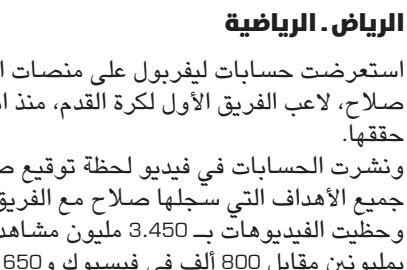 الرياض ـ الرياضية
استعرضت حسابات ليفربول على منصات
صلاح، لاعب الفريق الأول لكرة القدم، منذ
حققها.
ونشرت الحسابات في فيديو لحظة توقيع
جميع الأهداف التي سجلها صلاح مع الفريق
وحظيت الفيديوهات بـ 3.450 مليون
بمليونين مقابل 800 ألف في فيسبوك و 650